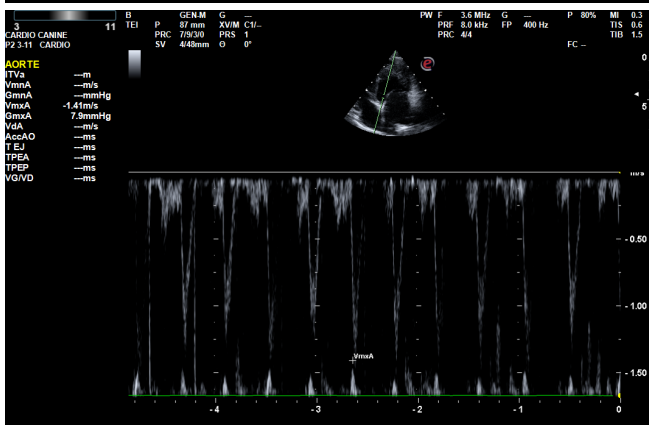 3 11
CARDIO CANINE
P2 3-11 CARDIO
B GEN-M G ---
TEI P 87 mm XV/M C1/--
PRC 7/9/3/0 PRS 1
SV 4/48mm Θ 0°
PW F 3.6 MHz G --- P 80% MI 0.3
PRF 8.0 kHz FP 400 Hz TIS 0.6
PRC 4/4 TIB 1.5
FC --
0
5
AORTE
ITVa ---m
VmnA ---m/s
GmnA ---mmHg
VmxA -1.41m/s
GmxA 7.9mmHg
VdA ---m/s
AccAO ---ms
T EJ ---ms
TPEA ---ms
TPEP ---ms
VG/VD ---ms
m/s
- 0.50
- 1.00
VmxA
- 1.50
-4 -3 -2 -1 0